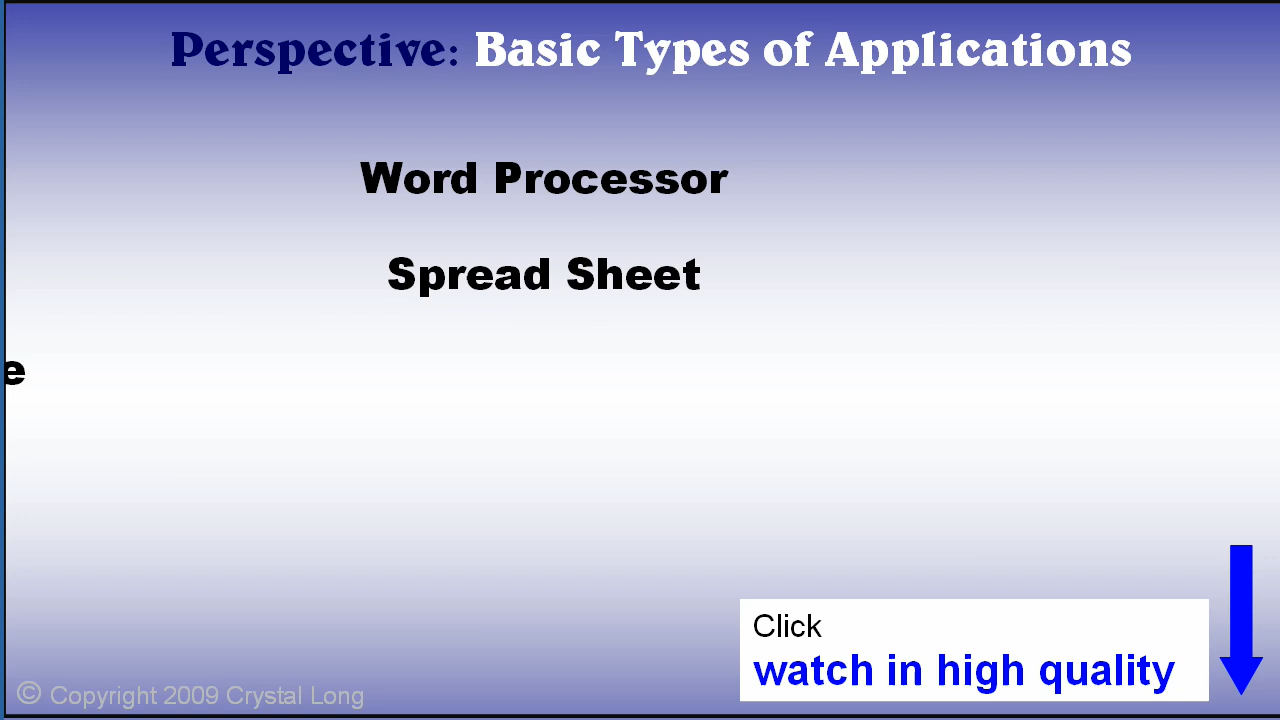 Perspective: Basic Types of Applications
Word Processor
Spread Sheet
e
Click
watch in high quality
© Copyright 2009 Crystal Long